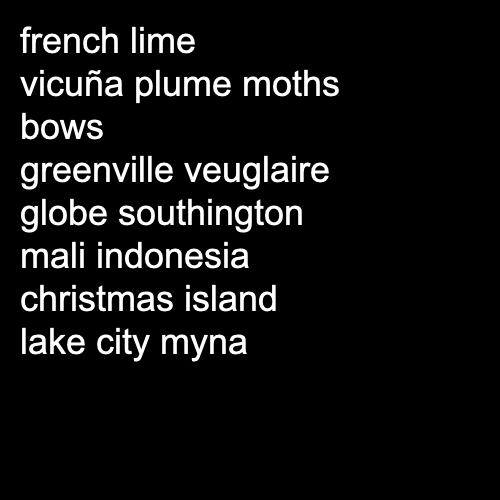 french lime
vicuña plume moths
bows
greenville veuglaire
globe southington
mali indonesia
christmas island
lake city myna